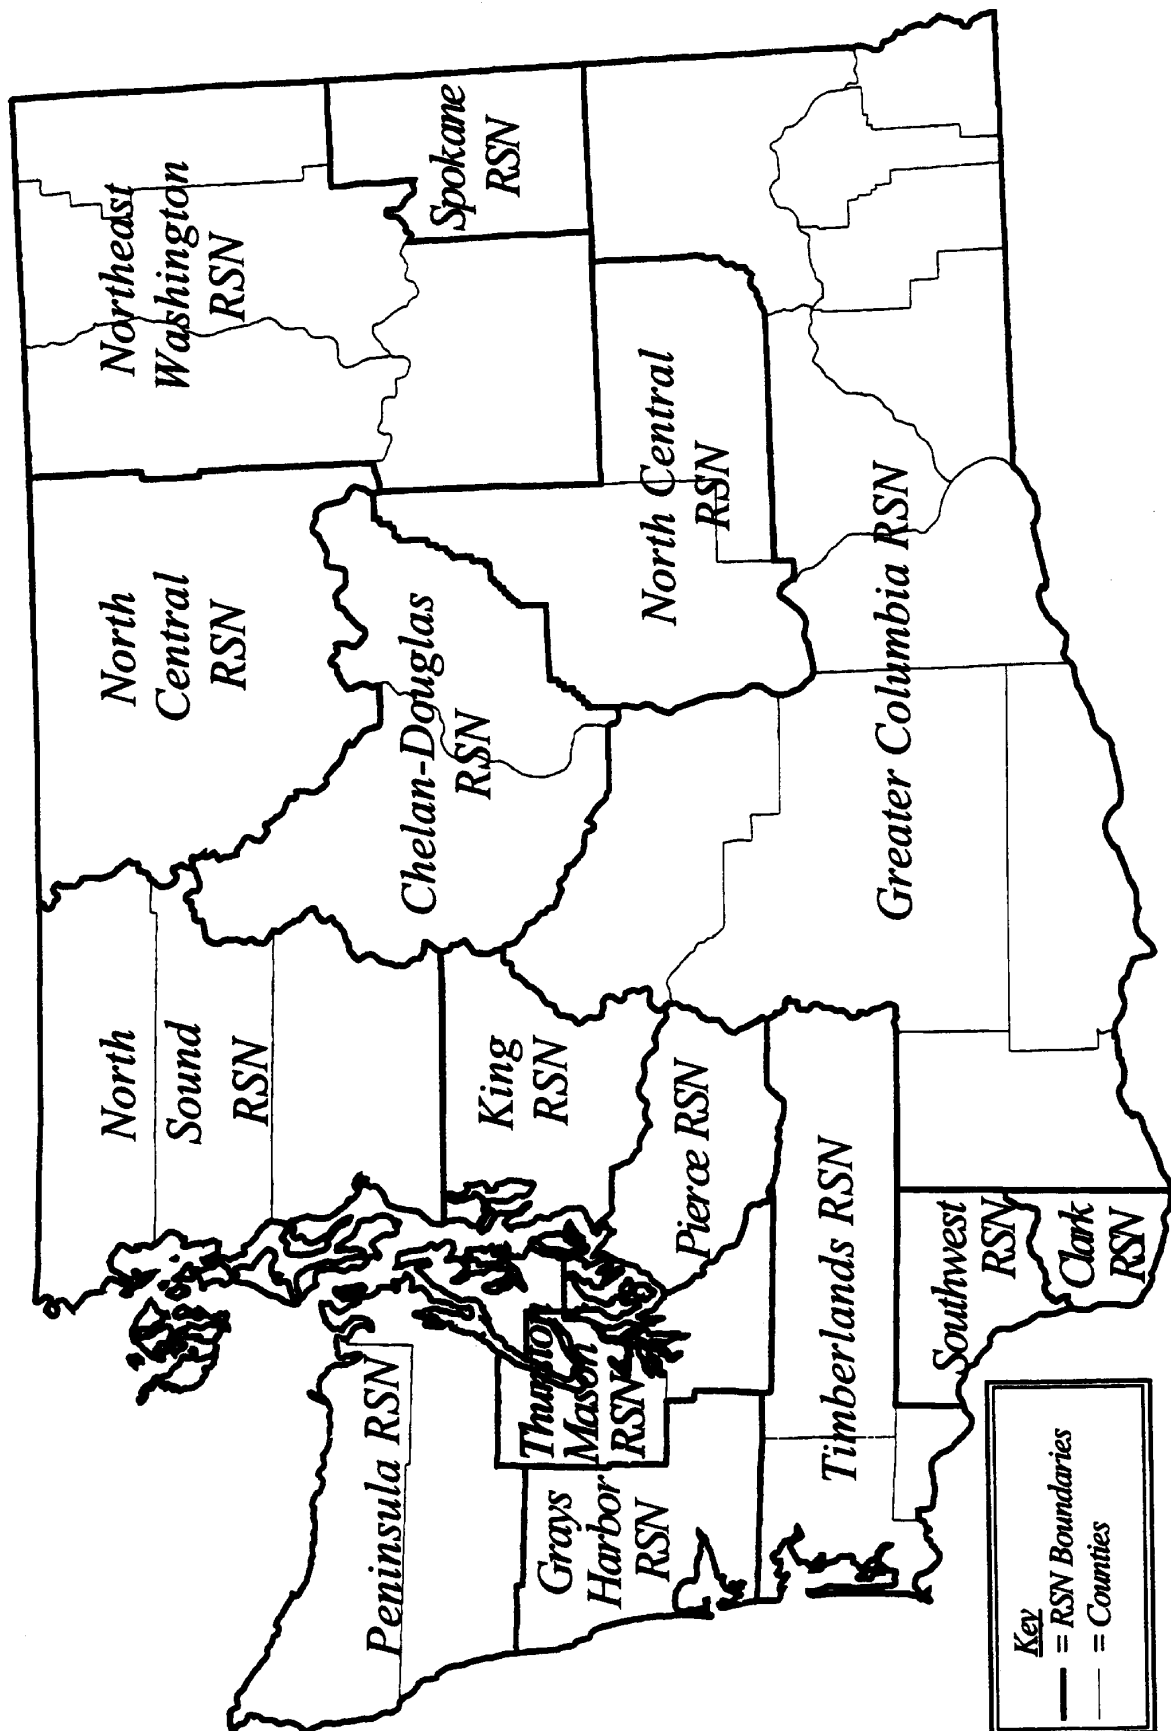 Northeast
Washington
RSN
Spokane
RSN
North
Central
RSN
North Central
RSN
Chelan-Douglas
RSN
Greater Columbia RSN
North
Sound
RSN
King
RSN
Pierce RSN
Timberlands RSN
Southwest
RSN
Clark
RSN
Thurston
Mason
RSN
Peninsula RSN
Grays
Harbor
RSN
Key
= RSN Boundaries
= Counties